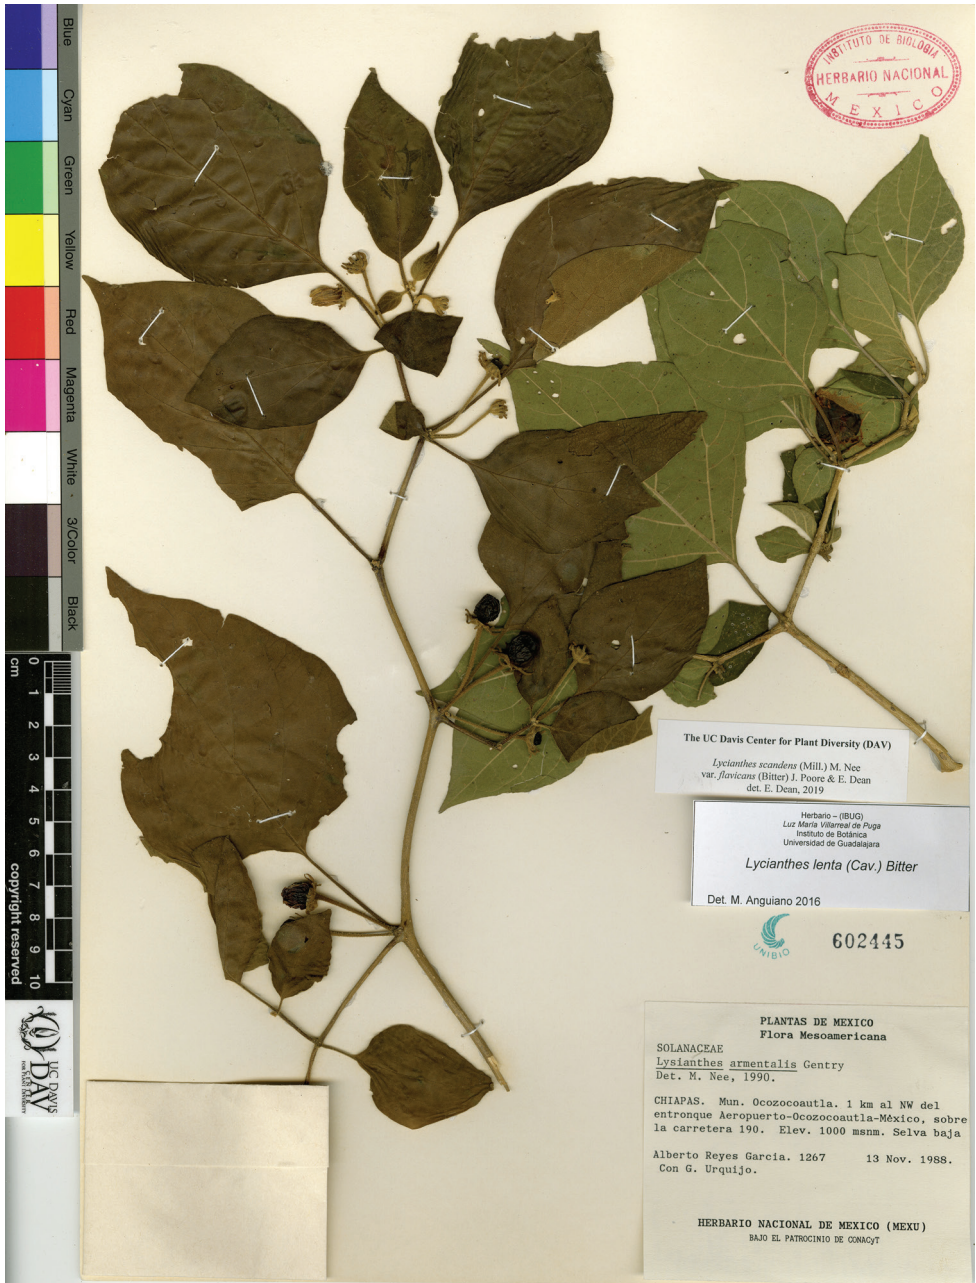 INSTITUTO DE BIOLOGIA
HERBARIO NACIONAL
MEXICO
Blue
Cyan
Green
Yellow
Red
Magenta
White
3/Color
Black
cm
0
1
2
3
4
5
6
7
8
9
10
copyright reserved
UC DAVIS
CENTER
FOR PLANT DIVERSITY
DAV
The UC Davis Center for Plant Diversity (DAV)
Lycianthes scandens (Mill.) M. Nee
var. flavicans (Bitter) J. Poore & E. Dean
det. E. Dean, 2019
Herbario – (IBUG)
Luz María Villarreal de Puga
Instituto de Botánica
Universidad de Guadalajara
Lycianthes lenta (Cav.) Bitter
Det. M. Anguiano 2016
UNIBIO
602445
PLANTAS DE MEXICO
Flora Mesoamericana
SOLANACEAE
Lysianthes armentalis Gentry
Det. M. Nee, 1990.
CHIAPAS. Mun. Ocozocoautla. 1 km al NW del
entronque Aeropuerto-Ocozocoautla-México, sobre
la carretera 190. Elev. 1000 msnm. Selva baja
Alberto Reyes Garcia. 1267 13 Nov. 1988.
Con G. Urquijo.
HERBARIO NACIONAL DE MEXICO (MEXU)
BAJO EL PATROCINIO DE CONACyT